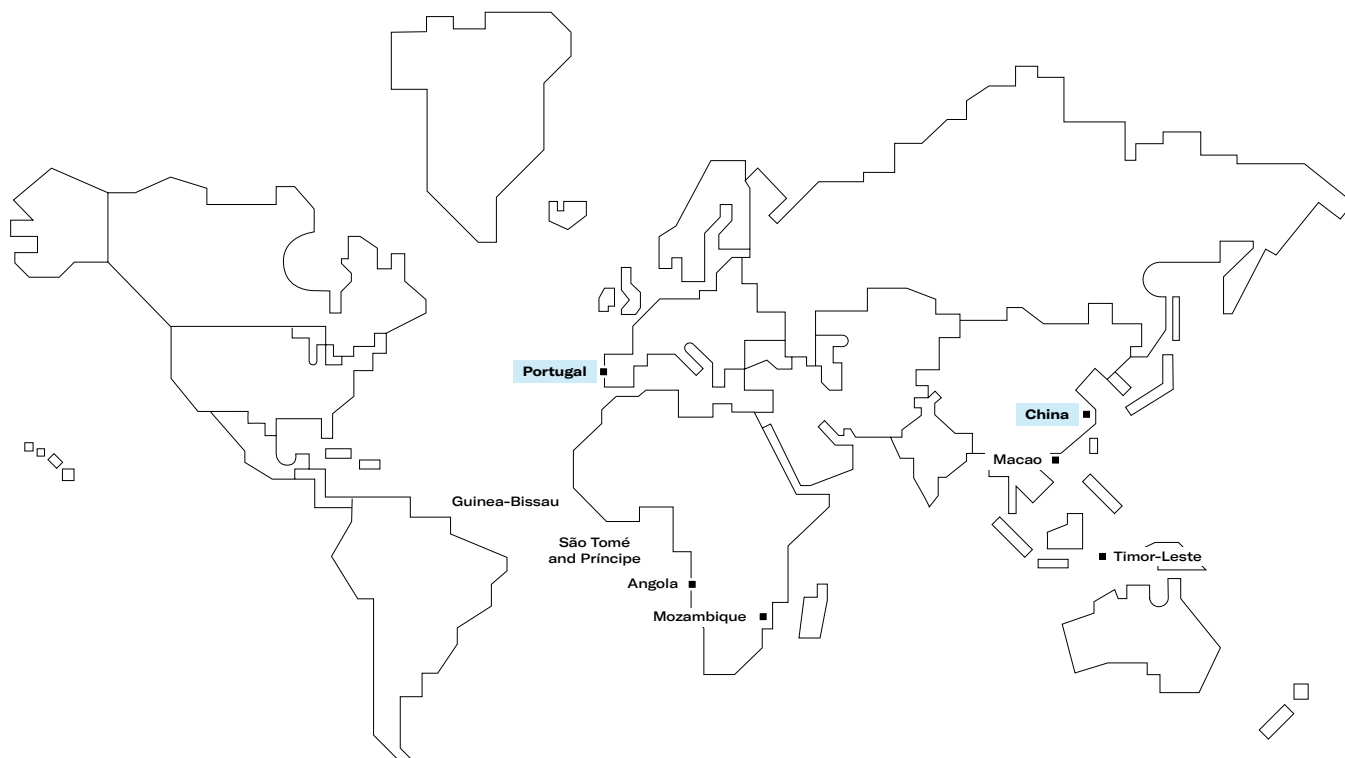 Portugal
China
Macao
Guinea-Bissau
São Tomé
and Príncipe
Timor-Leste
Angola
Mozambique